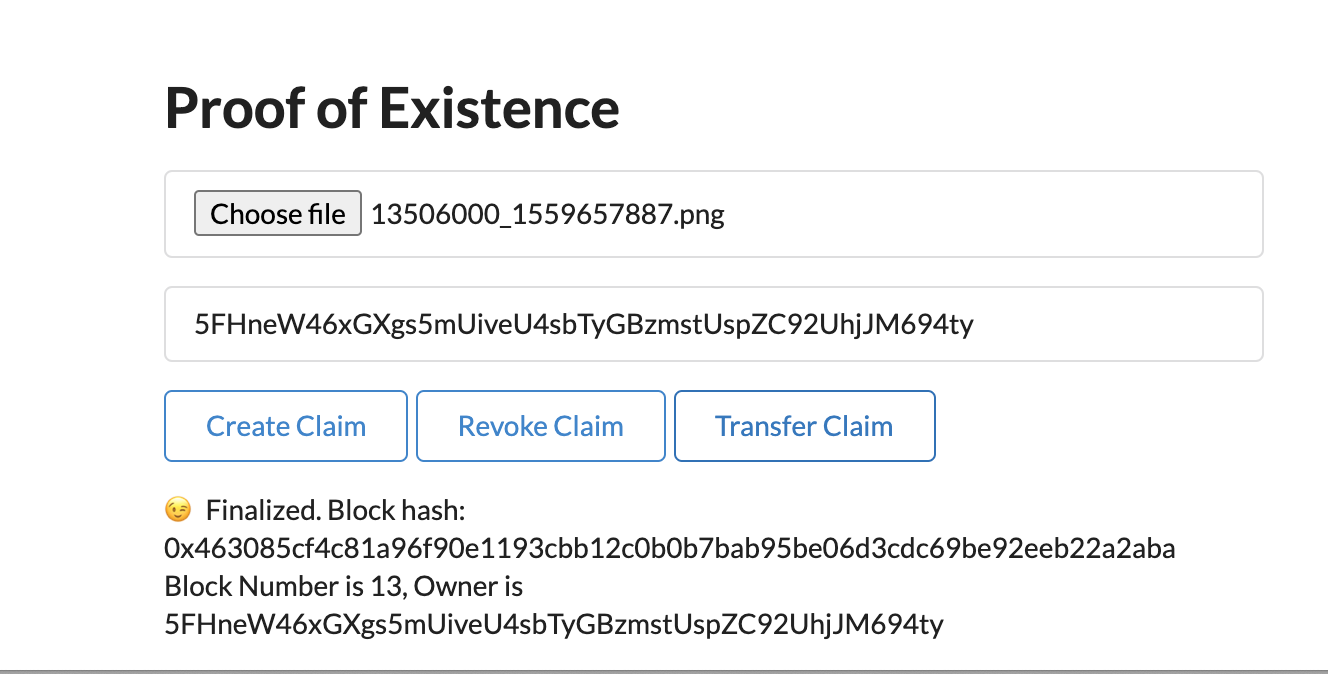 Proof of Existence
Choose file 13506000_1559657887.png
5FHneW46xGXgs5mUiveU4sbTyGBzmstUspZC92UhjJM694ty
Create Claim Revoke Claim Transfer Claim
😉 Finalized. Block hash:
0x463085cf4c81a96f90e1193cbb12c0b0b7bab95be06d3cdc69be92eeb22a2aba
Block Number is 13, Owner is
5FHneW46xGXgs5mUiveU4sbTyGBzmstUspZC92UhjJM694ty